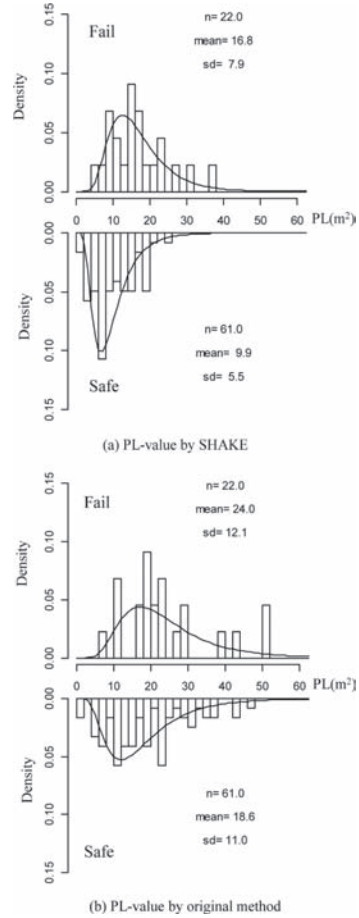 0.15
Fail
n= 22.0
mean= 16.8
sd= 7.9
0.10
Density
0.05
0.00
0 10 20 30 40 50 60 PL(m²)
0.00
0.05
Density
n= 61.0
mean= 9.9
sd= 5.5
0.10
Safe
0.15
(a) PL-value by SHAKE
0.15
Fail
n= 22.0
mean= 24.0
sd= 12.1
0.10
Density
0.05
0.00
0 10 20 30 40 50 60 PL(m²)
0.00
0.05
Density
0.10
n= 61.0
mean= 18.6
sd= 11.0
Safe
0.15
(b) PL-value by original method